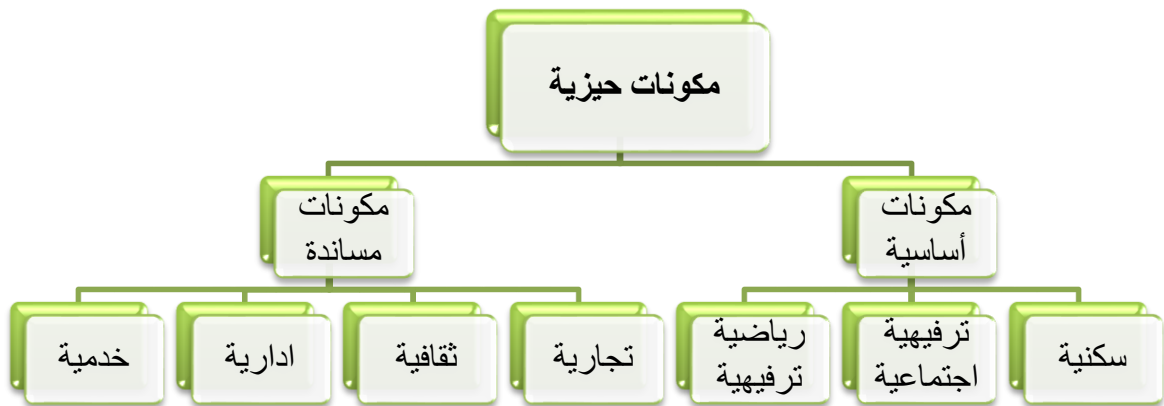 مكونات حيزية
مكونات
أساسية
مكونات
مساندة
سكنية
ترفيهية
اجتماعية
رياضية
ترفيهية
تجارية
ثقافية
ادارية
خدمية